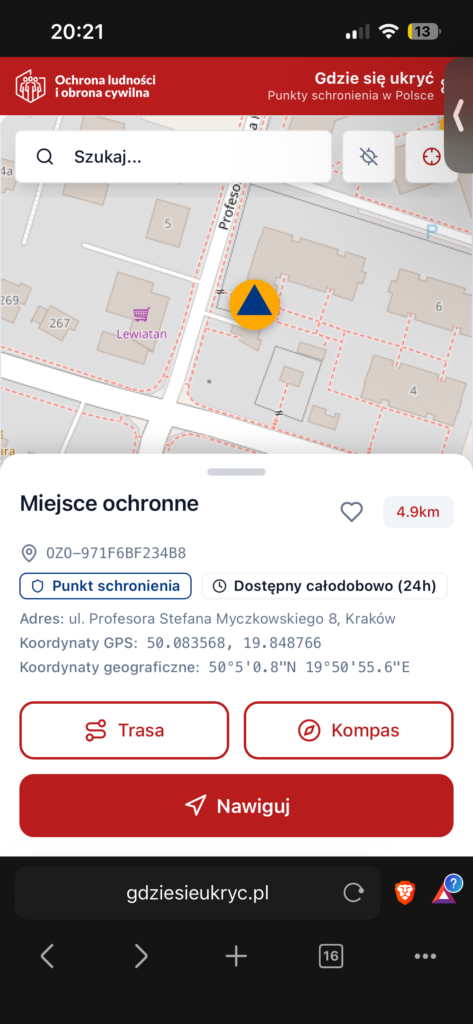 20:21
13
Ochrona ludności
i obrona cywilna
Gdzie się ukryć
Punkty schronienia w Polsce
Szukaj...
4a
5
Profeso
P
269
267
Lewiatan
6
4
ara
Miejsce ochronne
4.9km
OZO-971F6BF234B8
Punkt schronienia
Dostępny całodobowo (24h)
Adres: ul. Profesora Stefana Myczkowskiego 8, Kraków
Koordynaty GPS: 50.083568, 19.848766
Koordynaty geograficzne: 50°5'0.8"N 19°50'55.6"E
Trasa
Kompas
Nawiguj
gdziesieukryc.pl
?
16